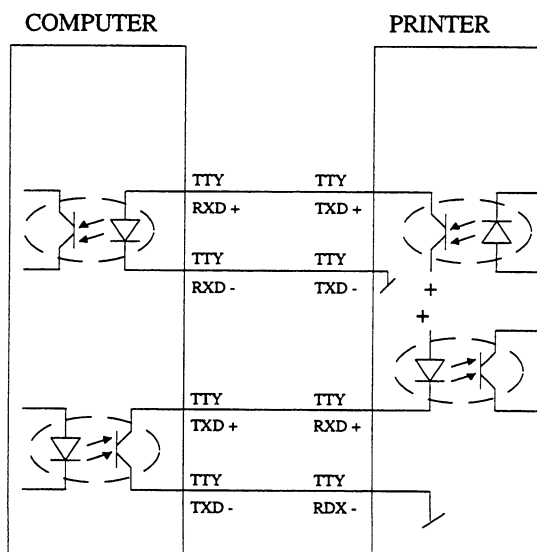 COMPUTER PRINTER
TTY TTY
RXD + TXD +
TTY TTY
RXD - TXD -
+
+
TTY TTY
TXD + RXD +
TTY TTY
TXD - RDX -